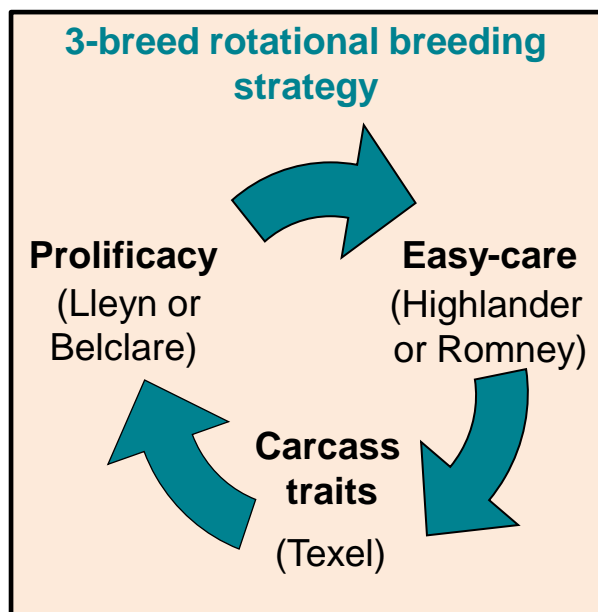 3-breed rotational breeding
strategy
Prolificacy
(Lleyn or
Belclare)
Easy-care
(Highlander
or Romney)
Carcass
traits
(Texel)